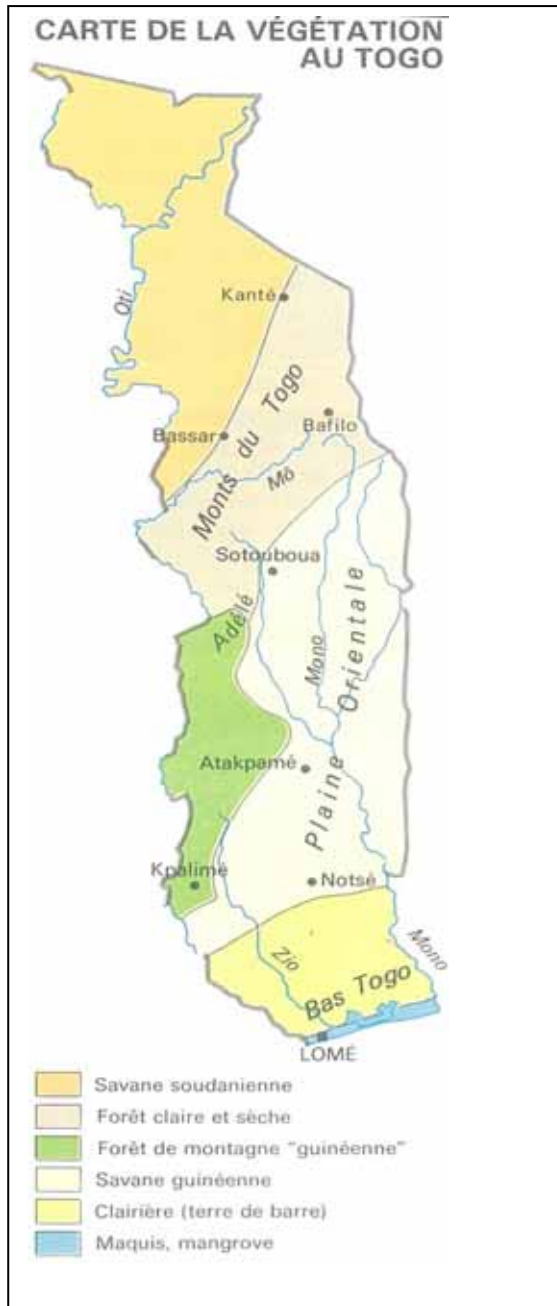 CARTE DE LA VÉGÉTATION
AU TOGO
Oti
Kanté
Monts du Togo
Bafilo
Bassar
Mô
Sotouboua
Adélé
Mono
Plaine Orientale
Atakpamé
Kpalimé
Notsé
Zio
Mono
Bas Togo
LOMÉ
Savane soudanienne
Forêt claire et sèche
Forêt de montagne "guinéenne"
Savane guinéenne
Clairière (terre de barre)
Maquis, mangrove